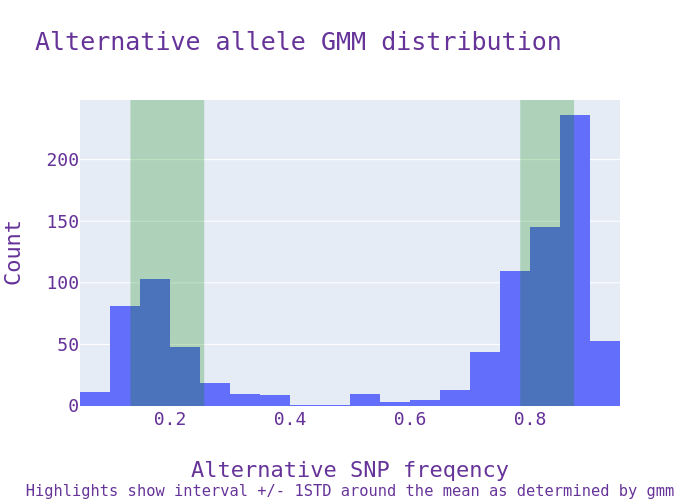 Alternative allele GMM distribution
Count
200
150
100
50
0
0.2 0.4 0.6 0.8
Alternative SNP freqency
Highlights show interval +/- 1STD around the mean as determined by gmm